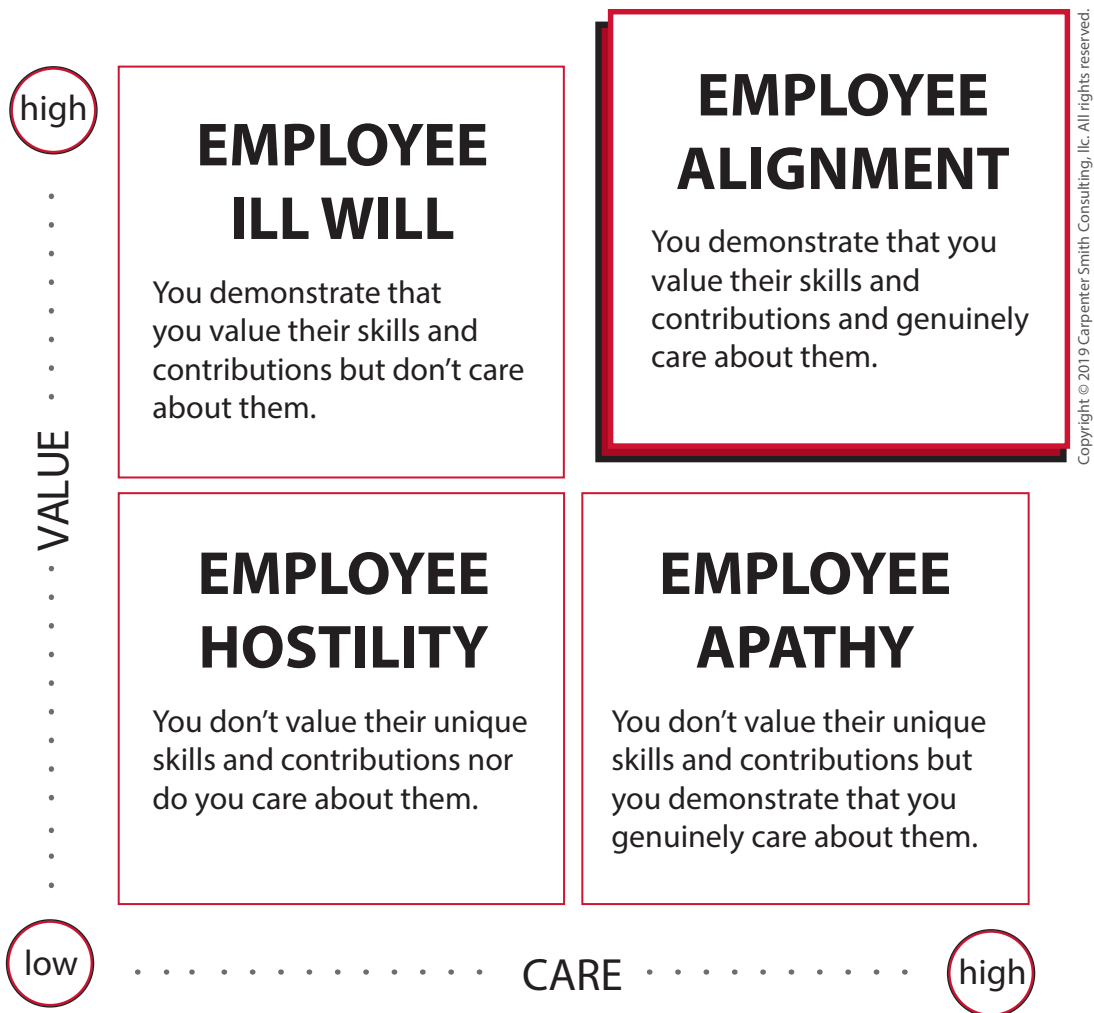 high
EMPLOYEE
ILL WILL
You demonstrate that
you value their skills and
contributions but don’t care
about them.
EMPLOYEE
ALIGNMENT
You demonstrate that you
value their skills and
contributions and genuinely
care about them.
Copyright © 2019 Carpenter Smith Consulting, llc. All rights reserved.
VALUE
EMPLOYEE
HOSTILITY
You don’t value their unique
skills and contributions nor
do you care about them.
EMPLOYEE
APATHY
You don’t value their unique
skills and contributions but
you demonstrate that you
genuinely care about them.
low
CARE
high